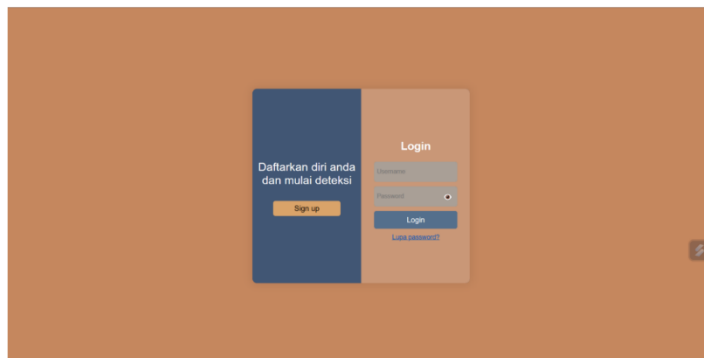 Daftarkan diri anda
dan mulai deteksi
Sign up
Login
Username
Password
Login
Lupa password?